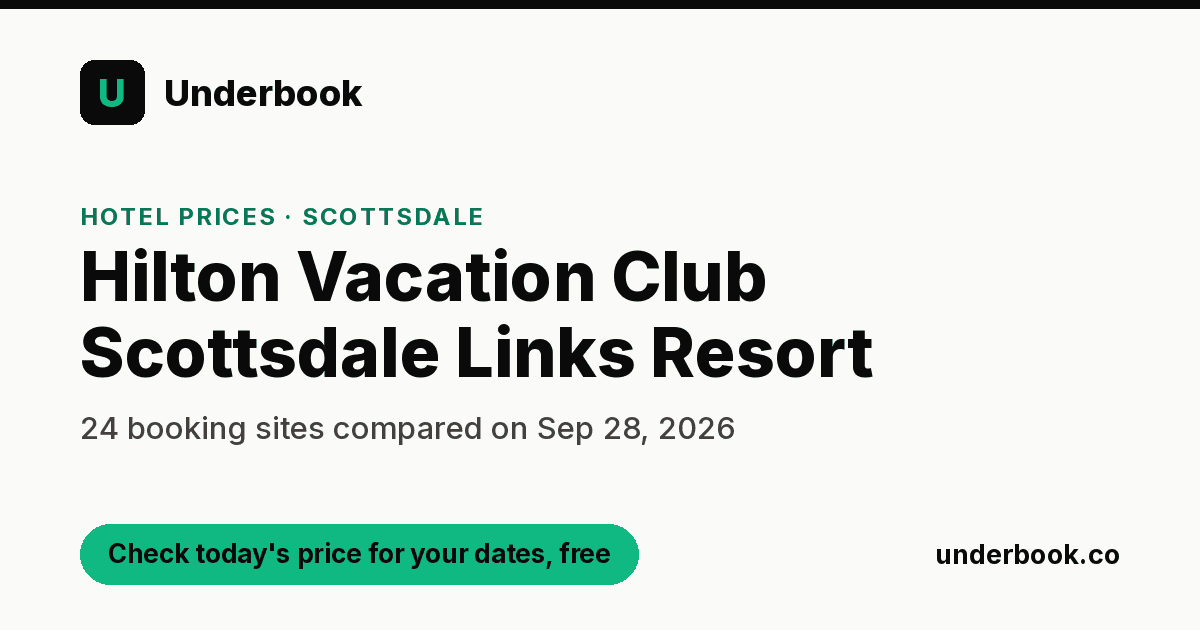 U Underbook
HOTEL PRICES · SCOTTSDALE
Hilton Vacation Club
Scottsdale Links Resort
24 booking sites compared on Sep 28, 2026
Check today's price for your dates, free
underbook.co